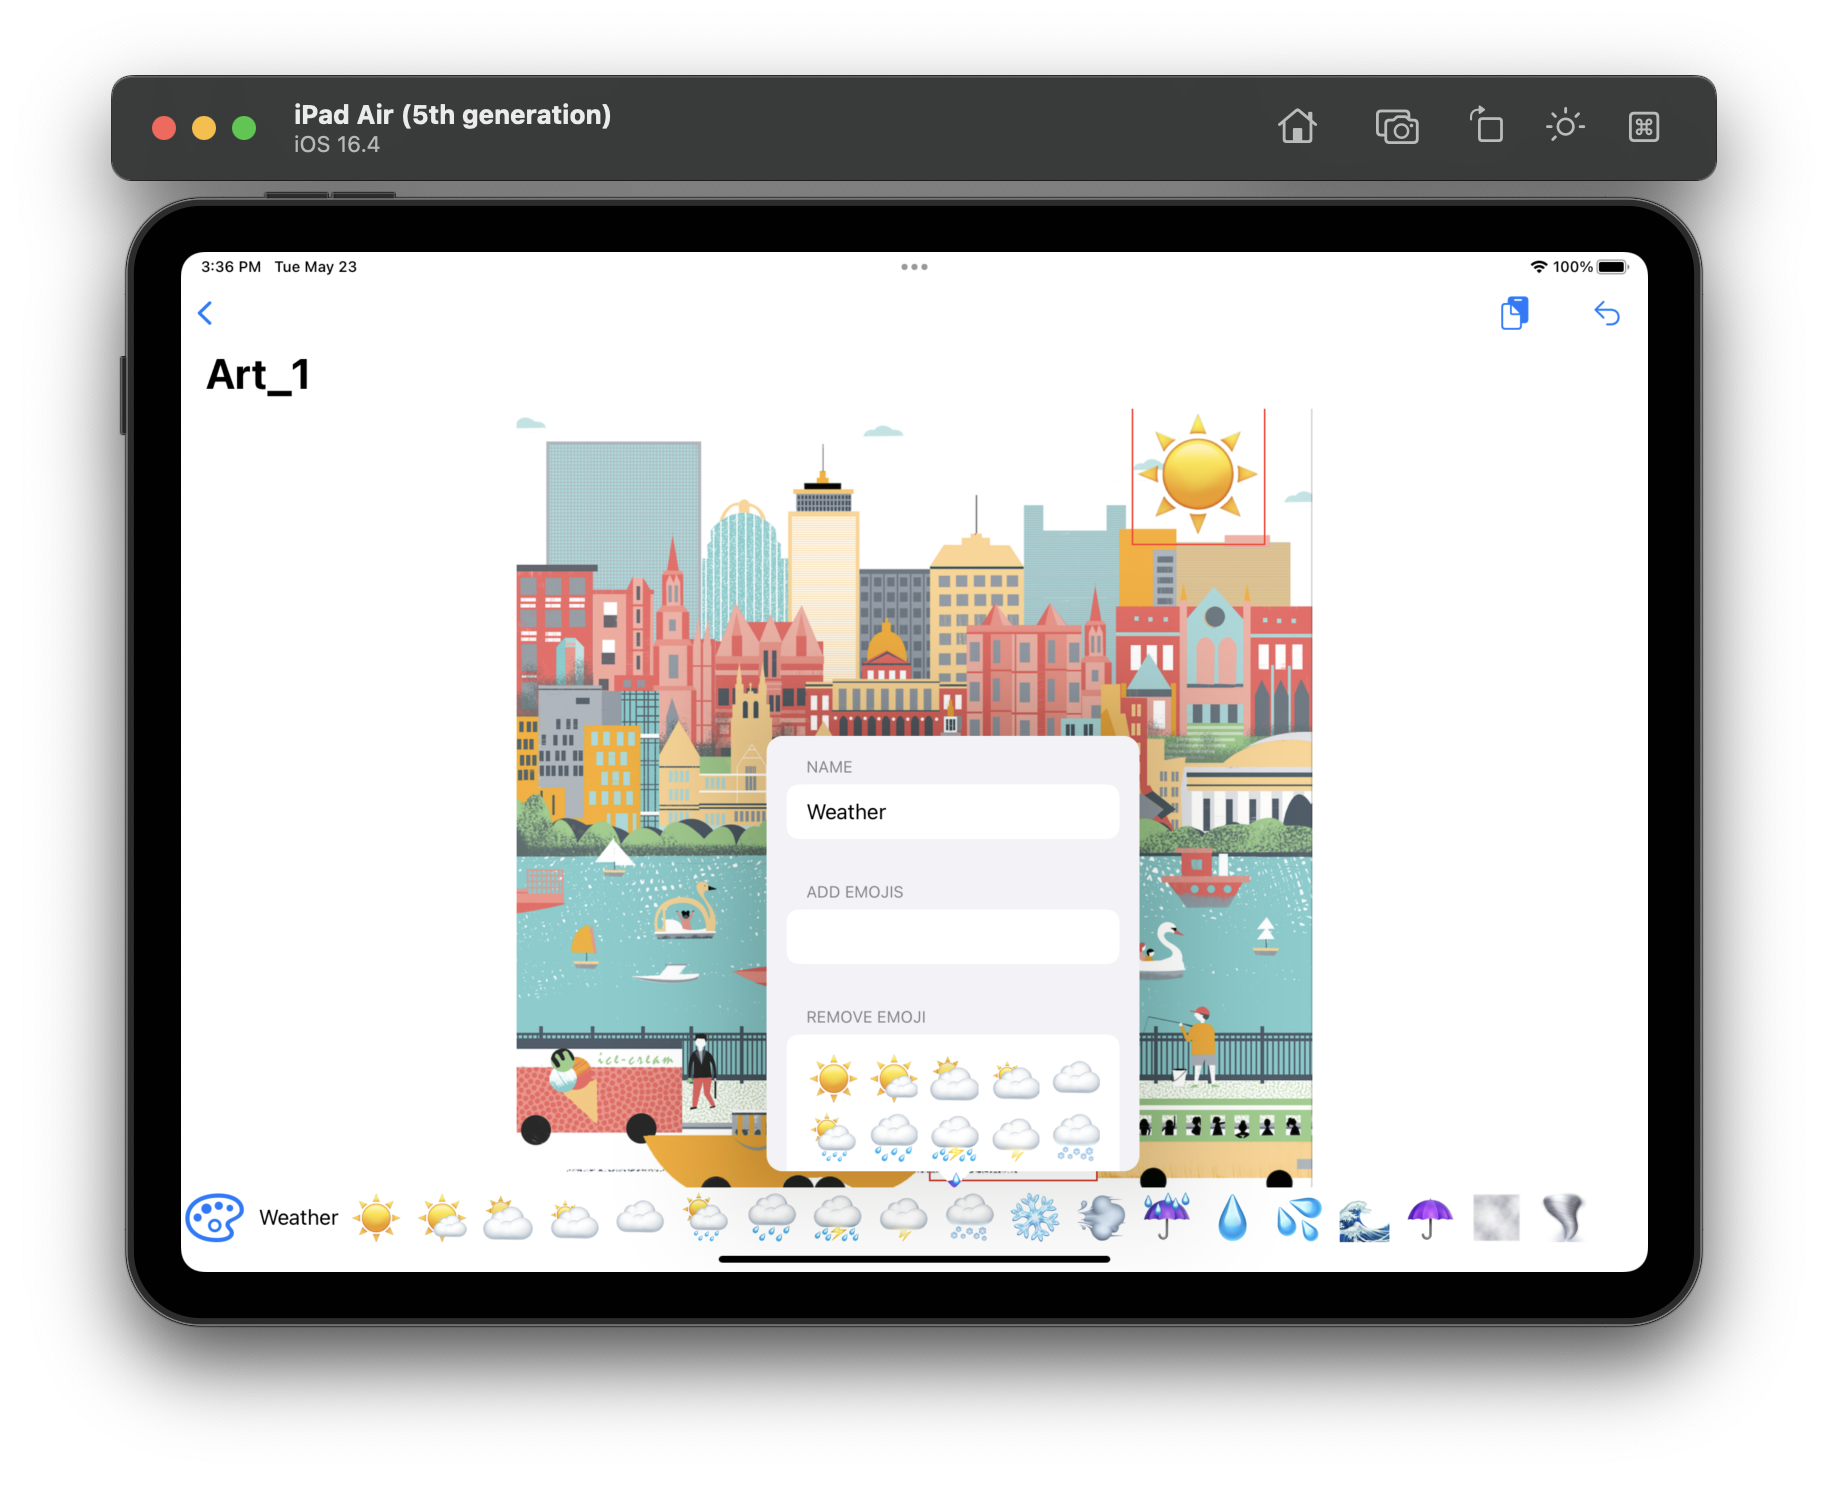 iPad Air (5th generation)
iOS 16.4
3:36 PM Tue May 23
100%
Art_1
NAME
Weather
ADD EMOJIS
REMOVE EMOJI
ice-cream
Weather